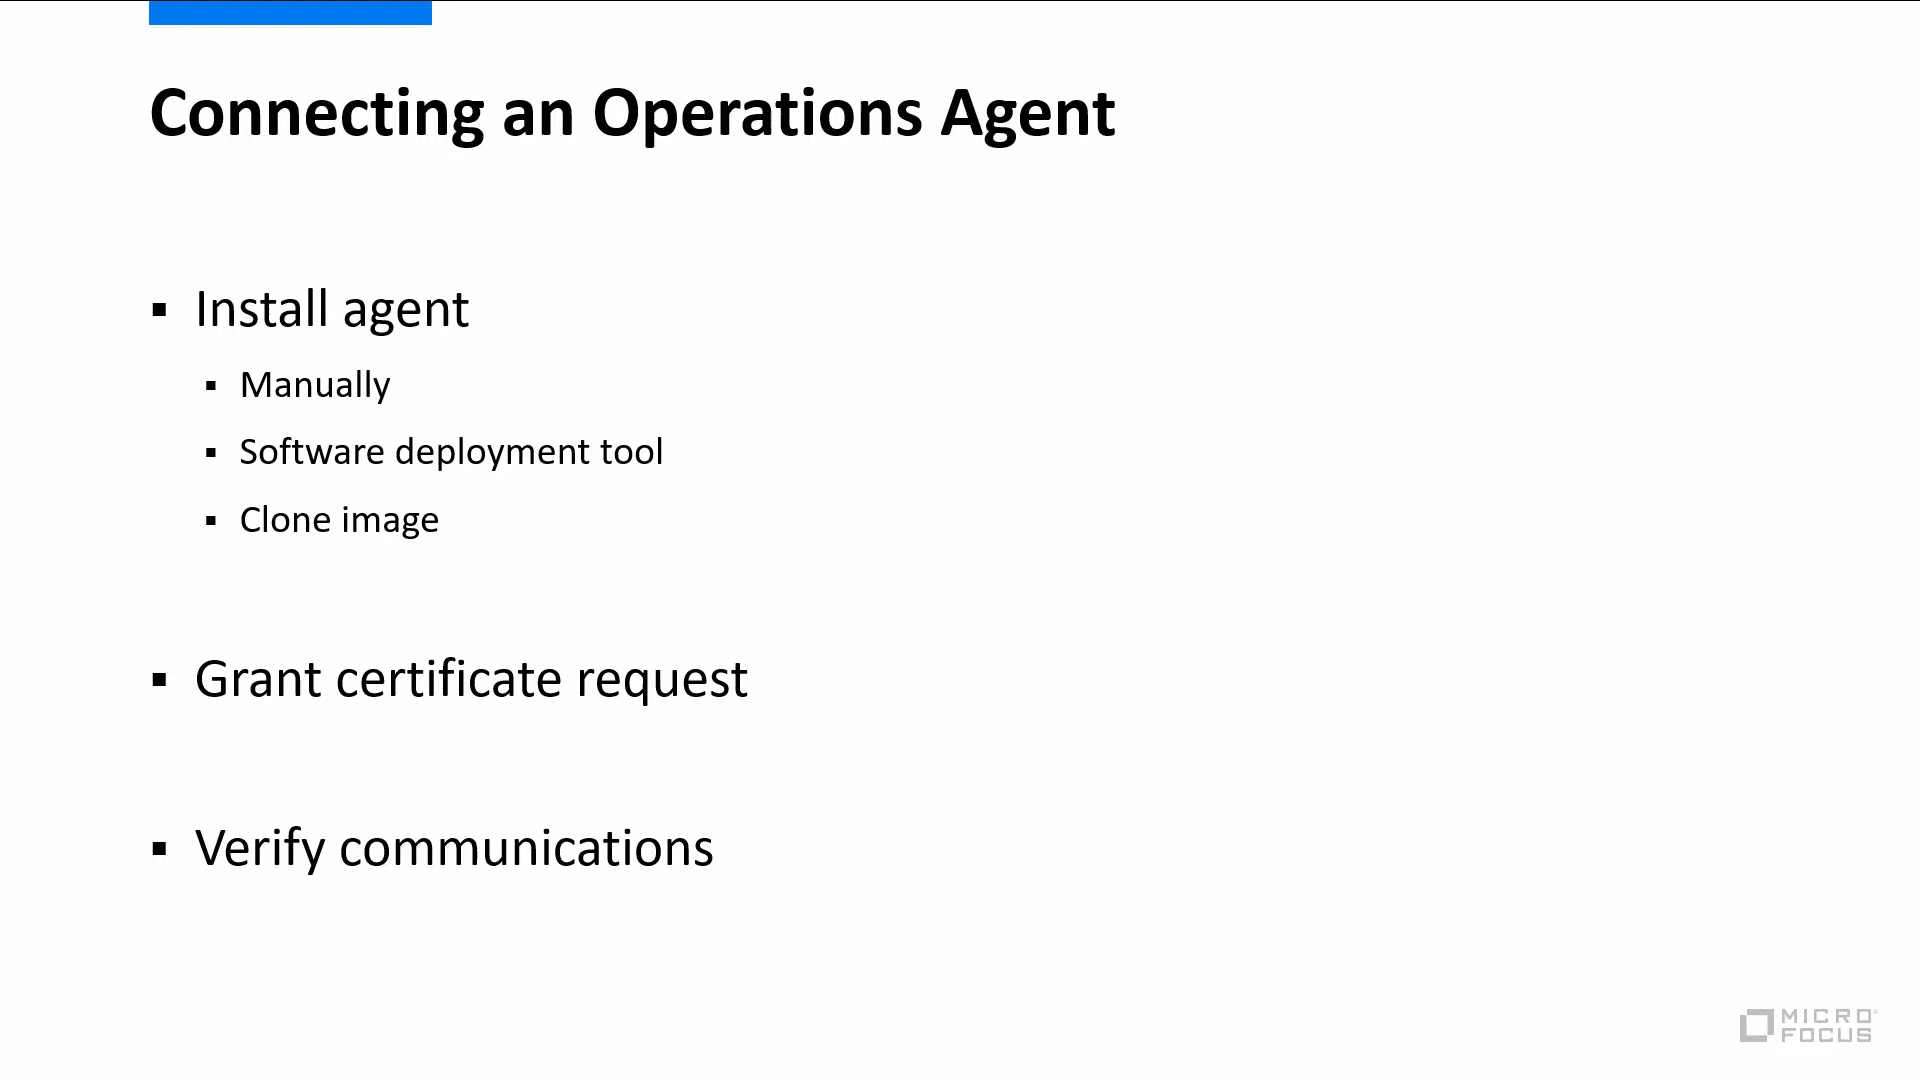 Connecting an Operations Agent
▪ Install agent
▪ Manually
▪ Software deployment tool
▪ Clone image
▪ Grant certificate request
▪ Verify communications
MICRO
FOCUS